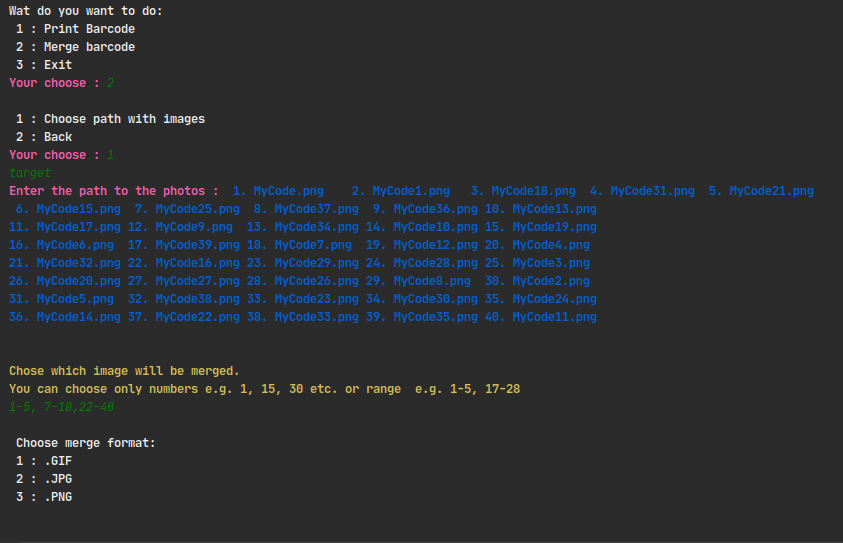 Wat do you want to do:
1 : Print Barcode
2 : Merge barcode
3 : Exit
Your choose : 2
1 : Choose path with images
2 : Back
Your choose : 1
target
Enter the path to the photos :  1. MyCode.png    2. MyCode1.png   3. MyCode18.png  4. MyCode31.png  5. MyCode21.png
6. MyCode15.png  7. MyCode25.png  8. MyCode37.png  9. MyCode36.png 10. MyCode13.png
11. MyCode17.png 12. MyCode9.png  13. MyCode34.png 14. MyCode10.png 15. MyCode19.png
16. MyCode6.png  17. MyCode39.png 18. MyCode7.png  19. MyCode12.png 20. MyCode4.png
21. MyCode32.png 22. MyCode16.png 23. MyCode29.png 24. MyCode28.png 25. MyCode3.png
26. MyCode20.png 27. MyCode27.png 28. MyCode26.png 29. MyCode8.png  30. MyCode2.png
31. MyCode5.png  32. MyCode38.png 33. MyCode23.png 34. MyCode30.png 35. MyCode24.png
36. MyCode14.png 37. MyCode22.png 38. MyCode33.png 39. MyCode35.png 40. MyCode11.png
Chose which image will be merged.
You can choose only numbers e.g. 1, 15, 30 etc. or range  e.g. 1-5, 17-28
1-5, 7-10,22-40
Choose merge format:
1 : .GIF
2 : .JPG
3 : .PNG